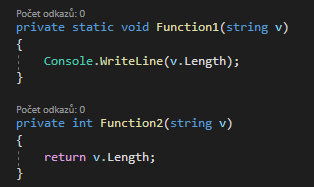 Počet odkazů: 0
private static void Function1(string v)
{
Console.WriteLine(v.Length);
}
Počet odkazů: 0
private int Function2(string v)
{
return v.Length;
}